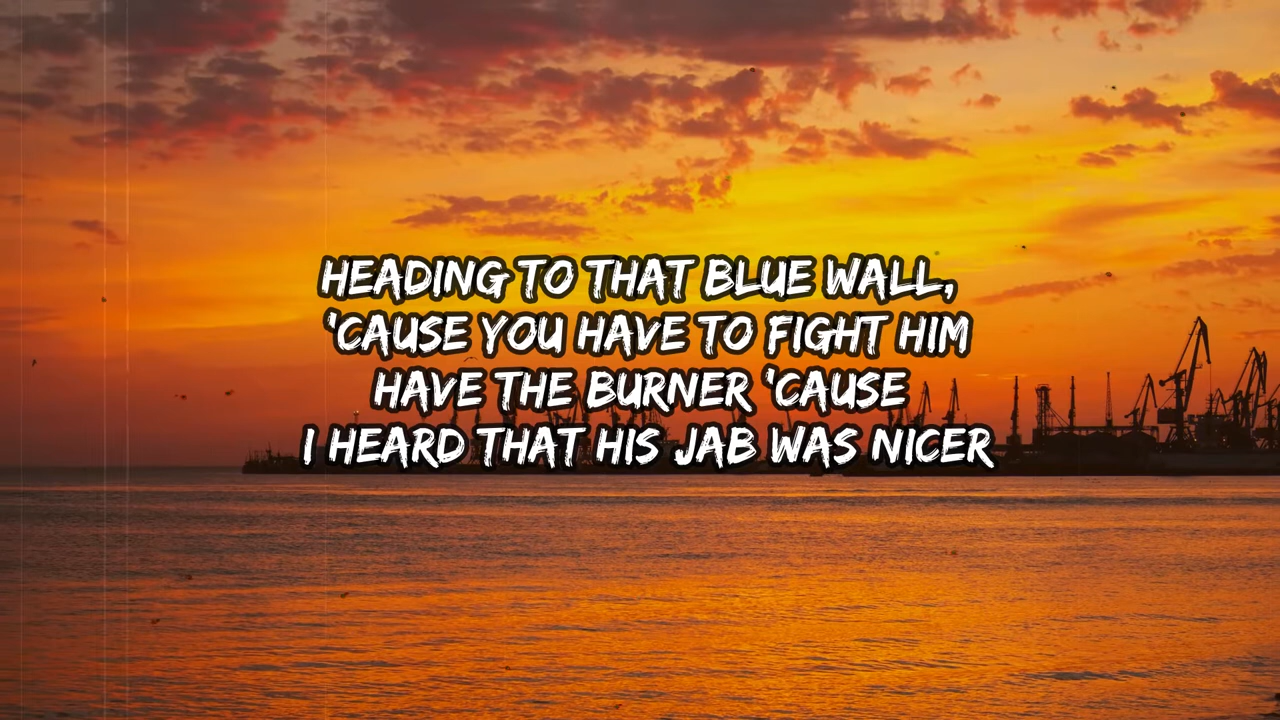 HEADING TO THAT BLUE WALL,
'CAUSE YOU HAVE TO FIGHT HIM
HAVE THE BURNER 'CAUSE
I HEARD THAT HIS JAB WAS NICER